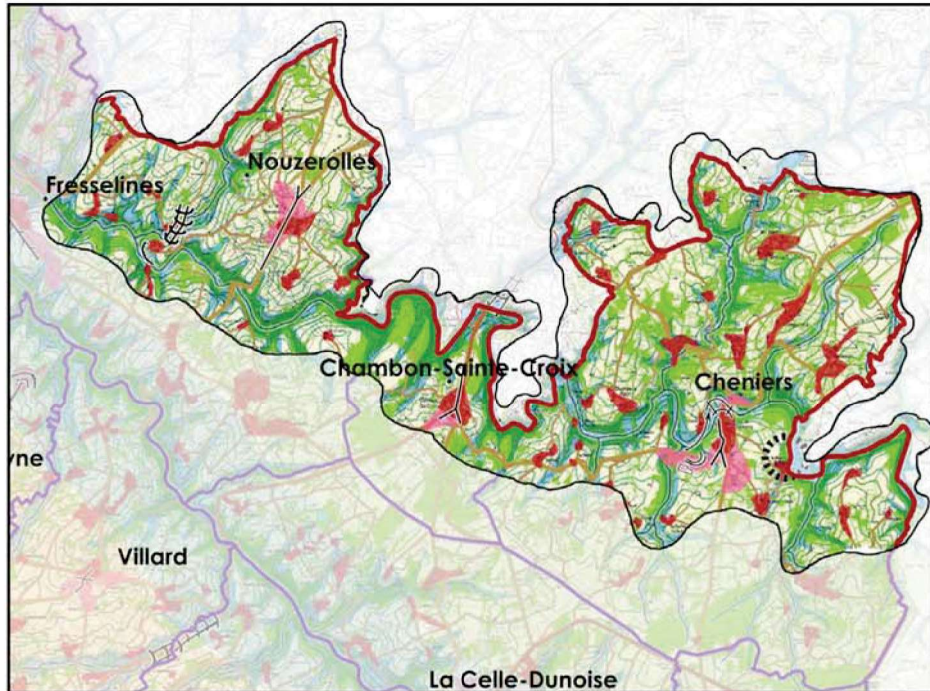 Nouzerolles
Fresselines
Chambon-Sainte-Croix
Cheniers
yne
Villard
La Celle-Dunoise